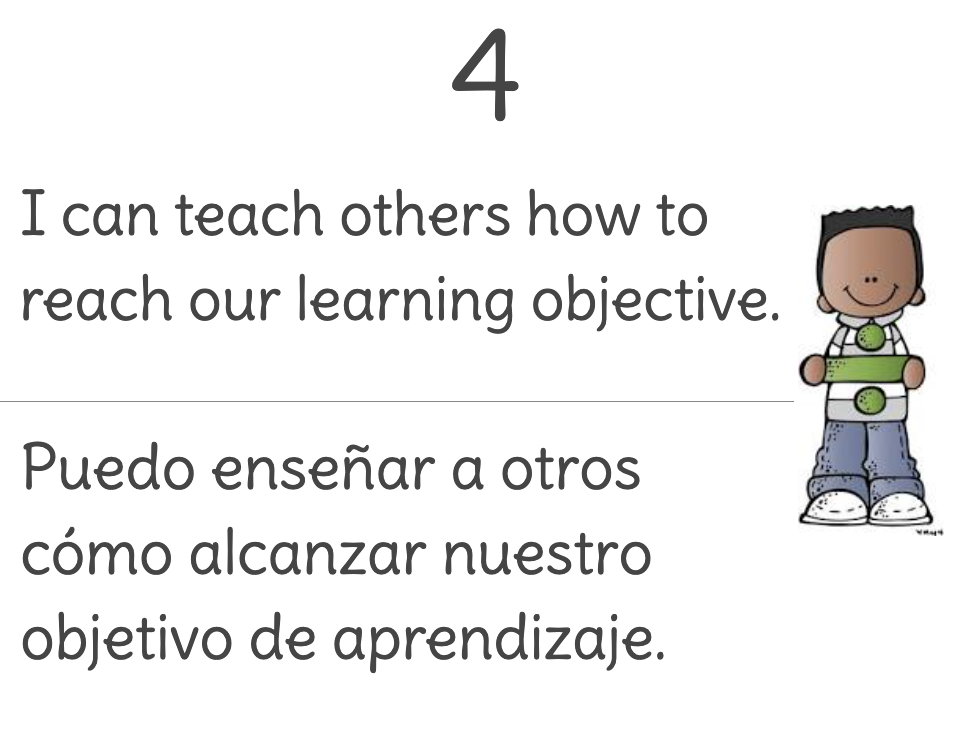 4
I can teach others how to
reach our learning objective.
Puedo enseñar a otros
cómo alcanzar nuestro
objetivo de aprendizaje.